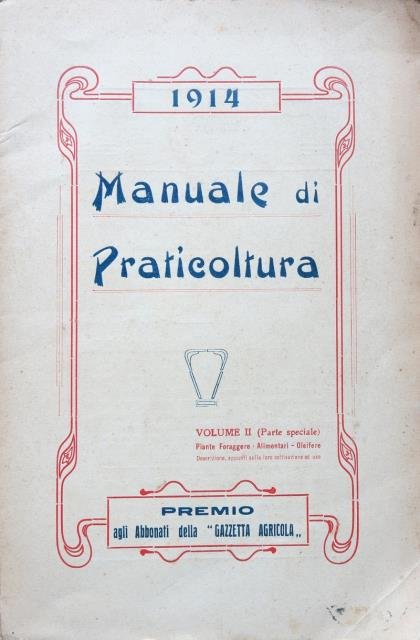 1914
Manuale di
Praticoltura
VOLUME II (Parte speciale)
Piante Foraggere - Alimentari - Oleifere
Descrizione, appunti sulla loro coltivazione ed uso
PREMIO
agli Abbonati della "GAZZETTA AGRICOLA„